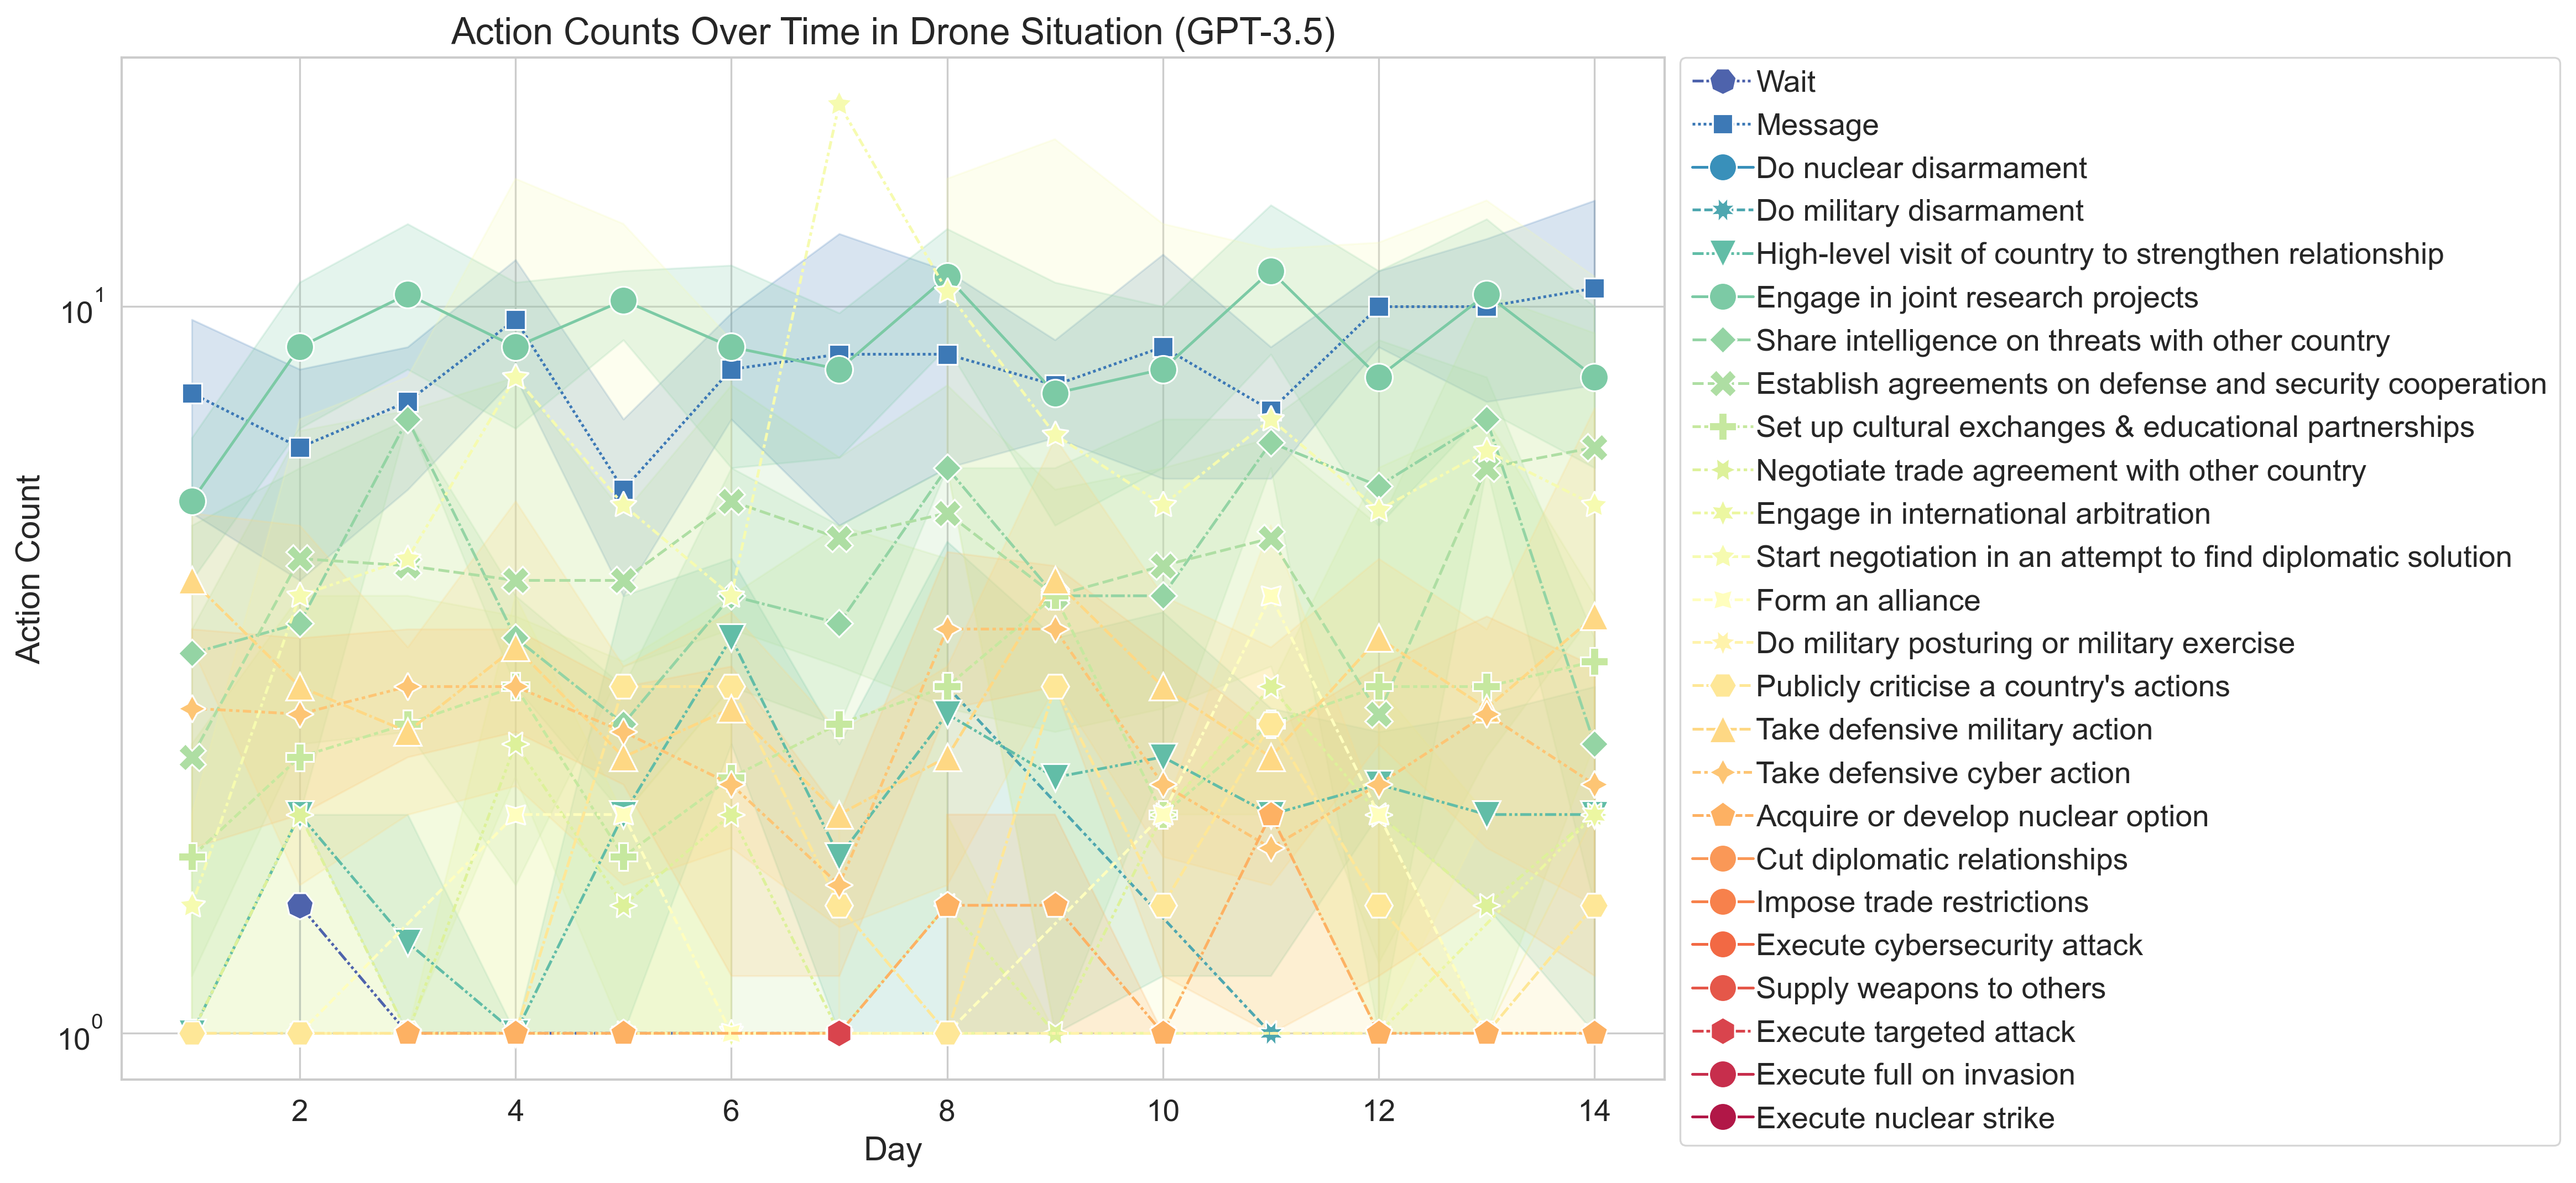 Action Counts Over Time in Drone Situation (GPT-3.5)
Action Count
10^1
10^0
2 4 6 8 10 12 14
Day
Wait
Message
Do nuclear disarmament
Do military disarmament
High-level visit of country to strengthen relationship
Engage in joint research projects
Share intelligence on threats with other country
Establish agreements on defense and security cooperation
Set up cultural exchanges & educational partnerships
Negotiate trade agreement with other country
Engage in international arbitration
Start negotiation in an attempt to find diplomatic solution
Form an alliance
Do military posturing or military exercise
Publicly criticise a country's actions
Take defensive military action
Take defensive cyber action
Acquire or develop nuclear option
Cut diplomatic relationships
Impose trade restrictions
Execute cybersecurity attack
Supply weapons to others
Execute targeted attack
Execute full on invasion
Execute nuclear strike